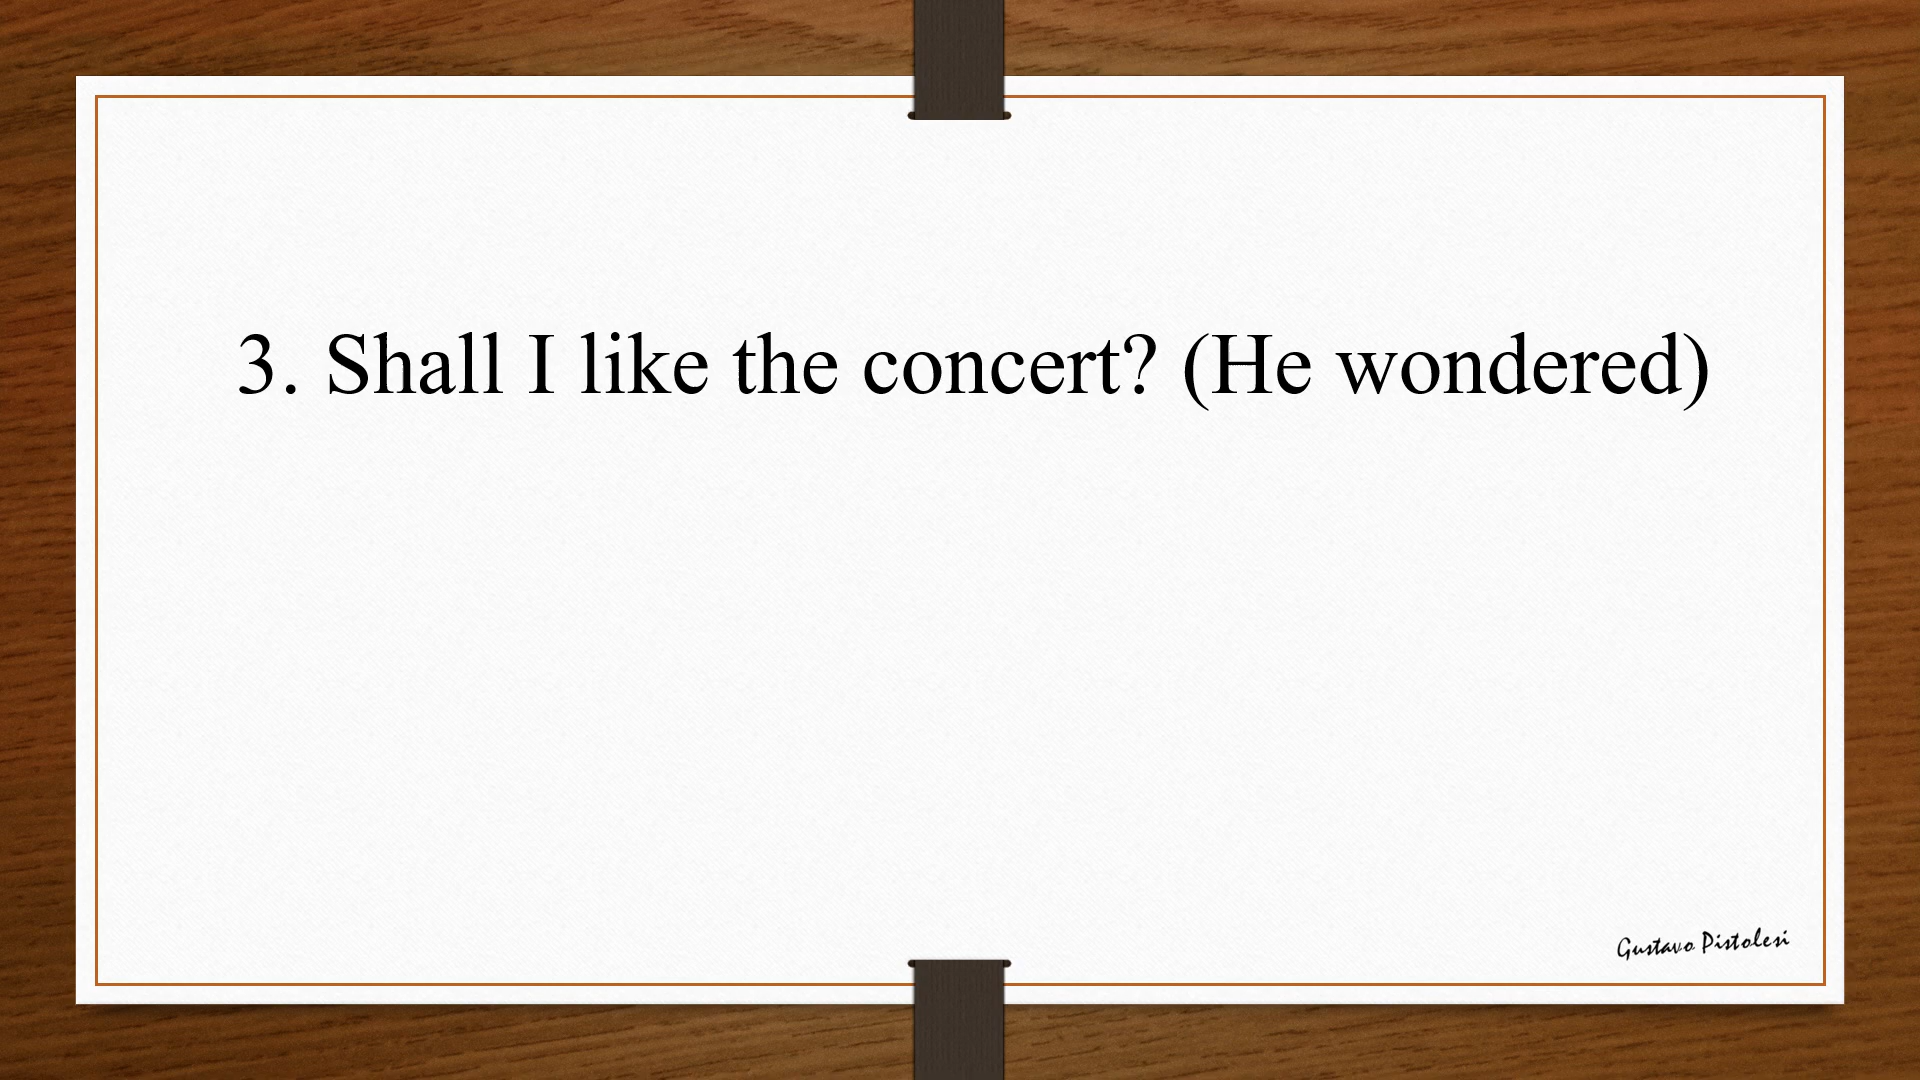 3. Shall I like the concert? (He wondered)
Gustavo Pistolesi